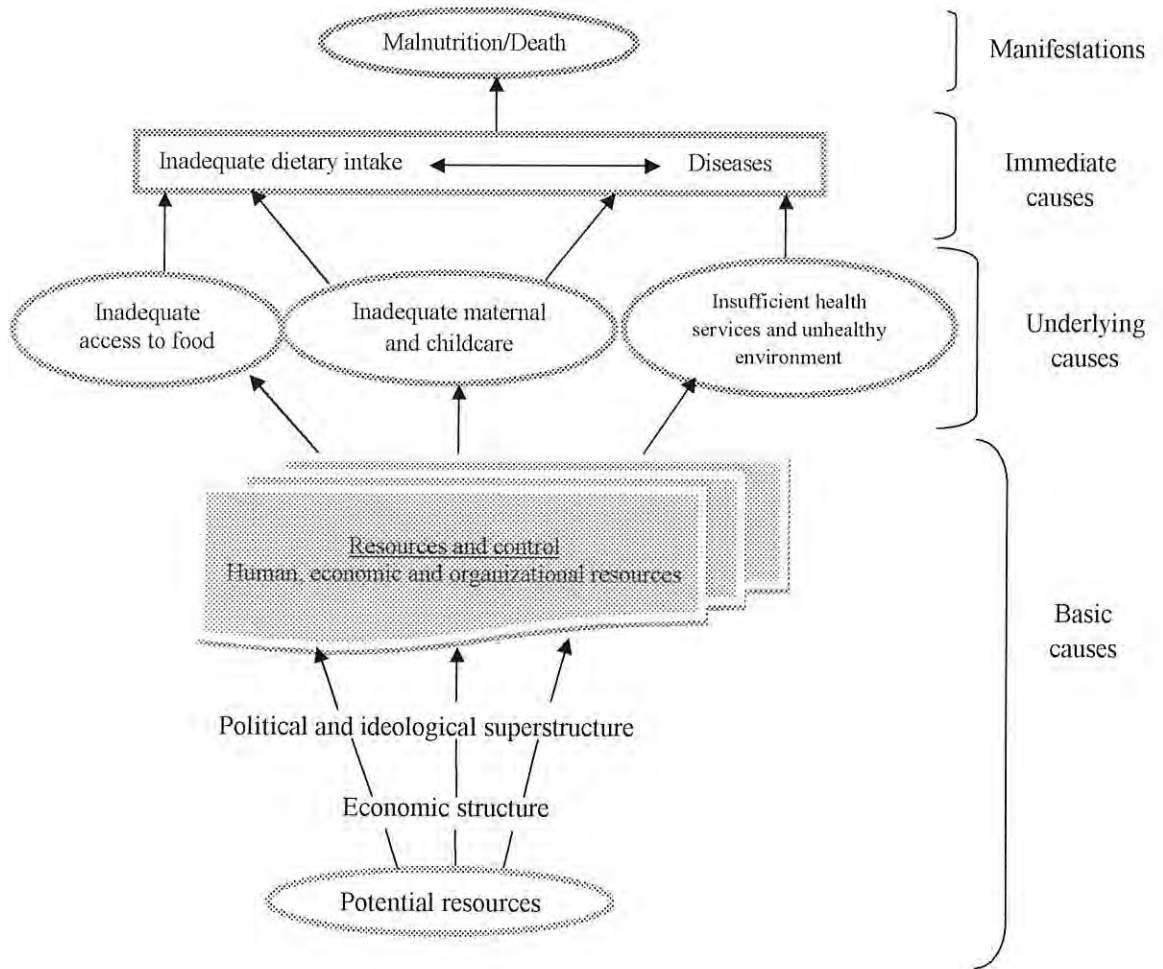 Malnutrition/Death
Manifestations
Inadequate dietary intake
Diseases
Immediate
causes
Inadequate
access to food
Inadequate maternal
and childcare
Insufficient health
services and unhealthy
environment
Underlying
causes
Resources and control
Human, economic and organizational resources
Basic
causes
Political and ideological superstructure
Economic structure
Potential resources